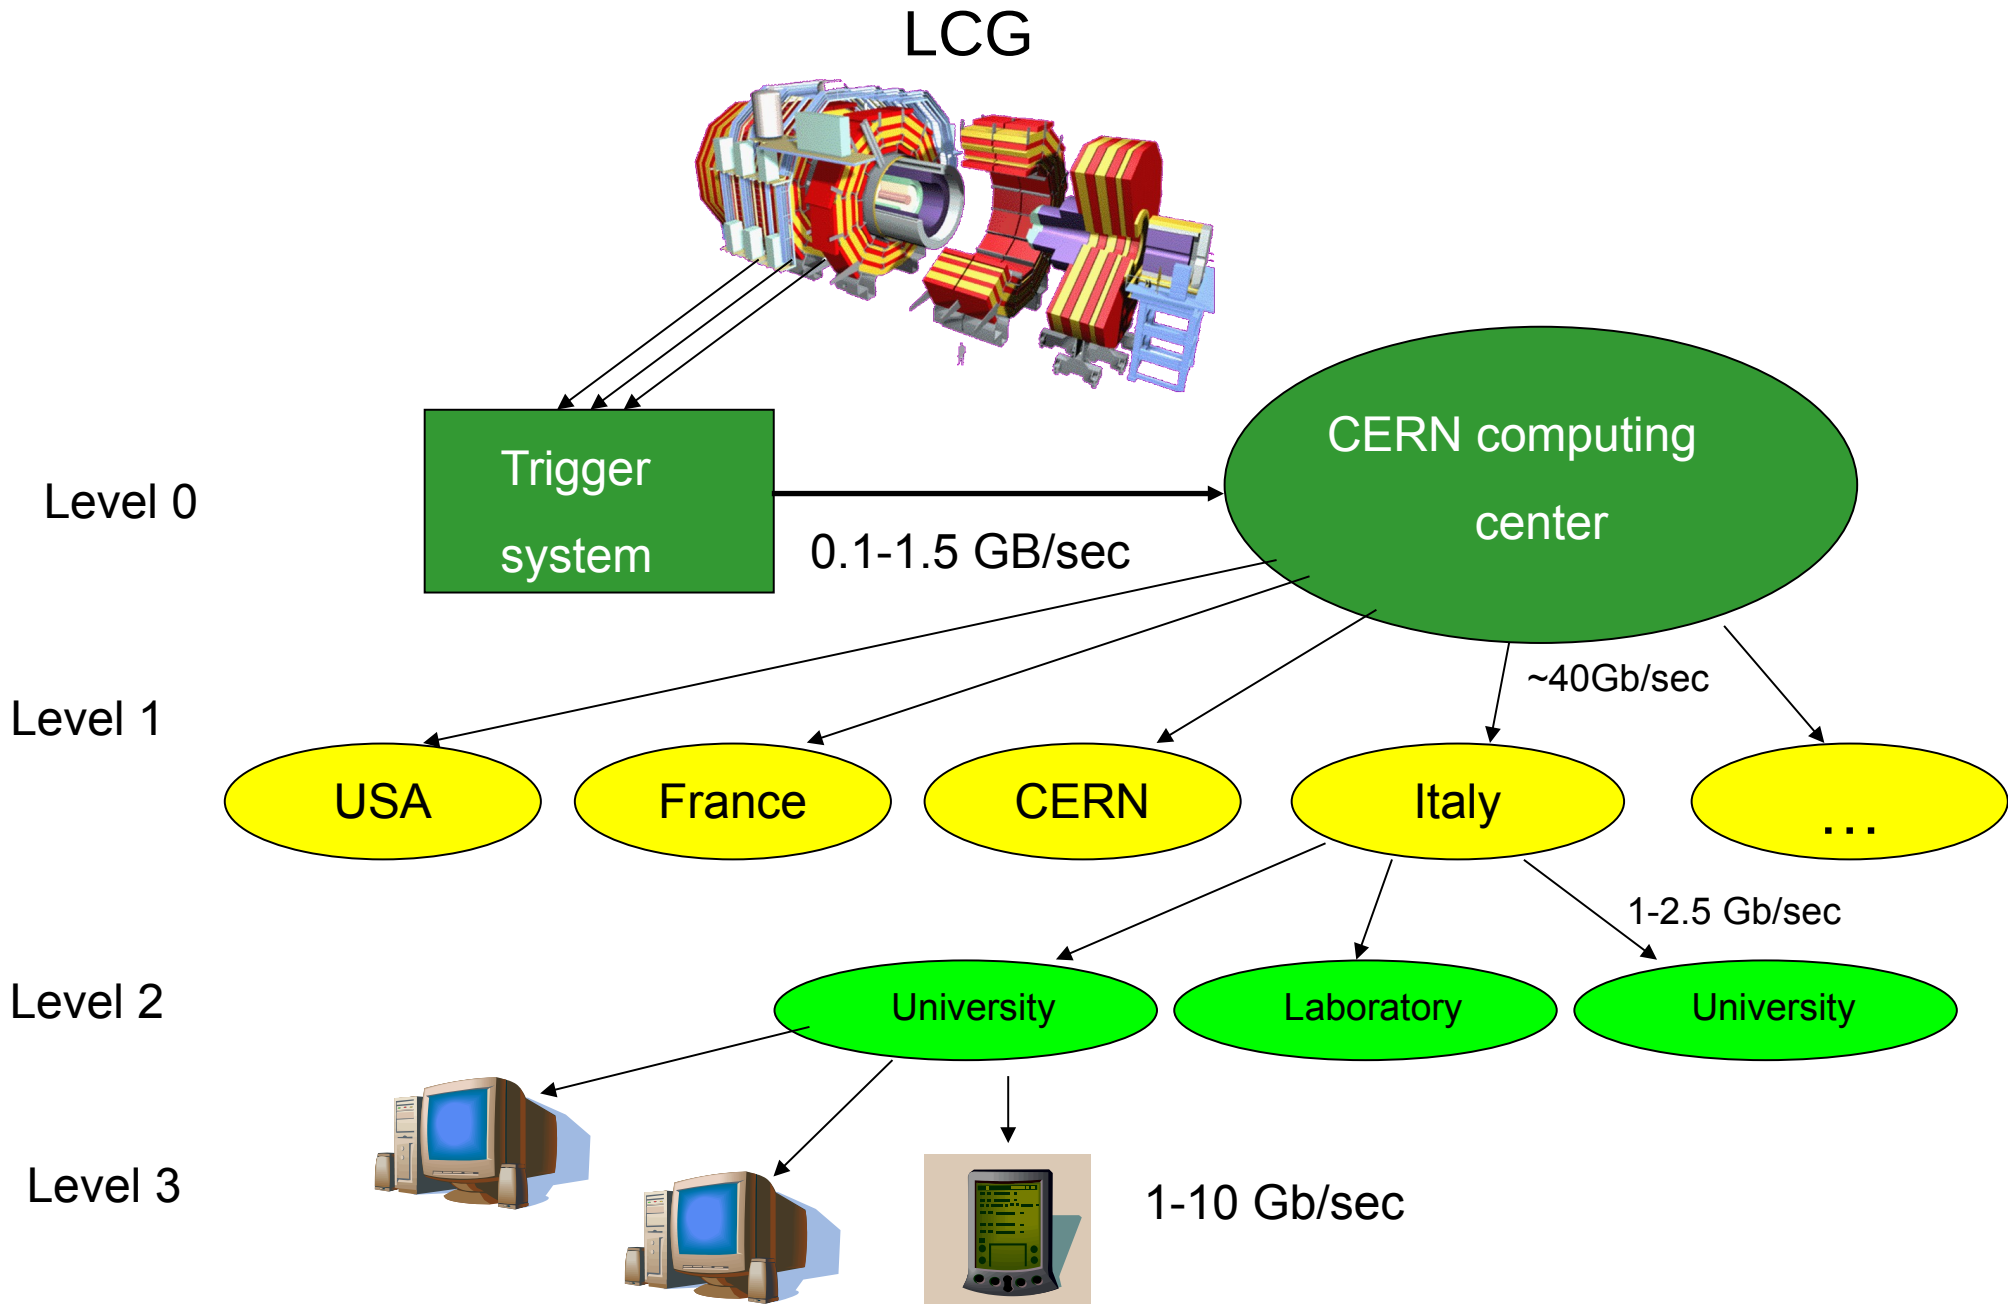 LCG
Trigger
system
CERN computing
center
Level 0
0.1-1.5 GB/sec
~40Gb/sec
Level 1
USA
France
CERN
Italy
...
1-2.5 Gb/sec
Level 2
University
Laboratory
University
Level 3
1-10 Gb/sec